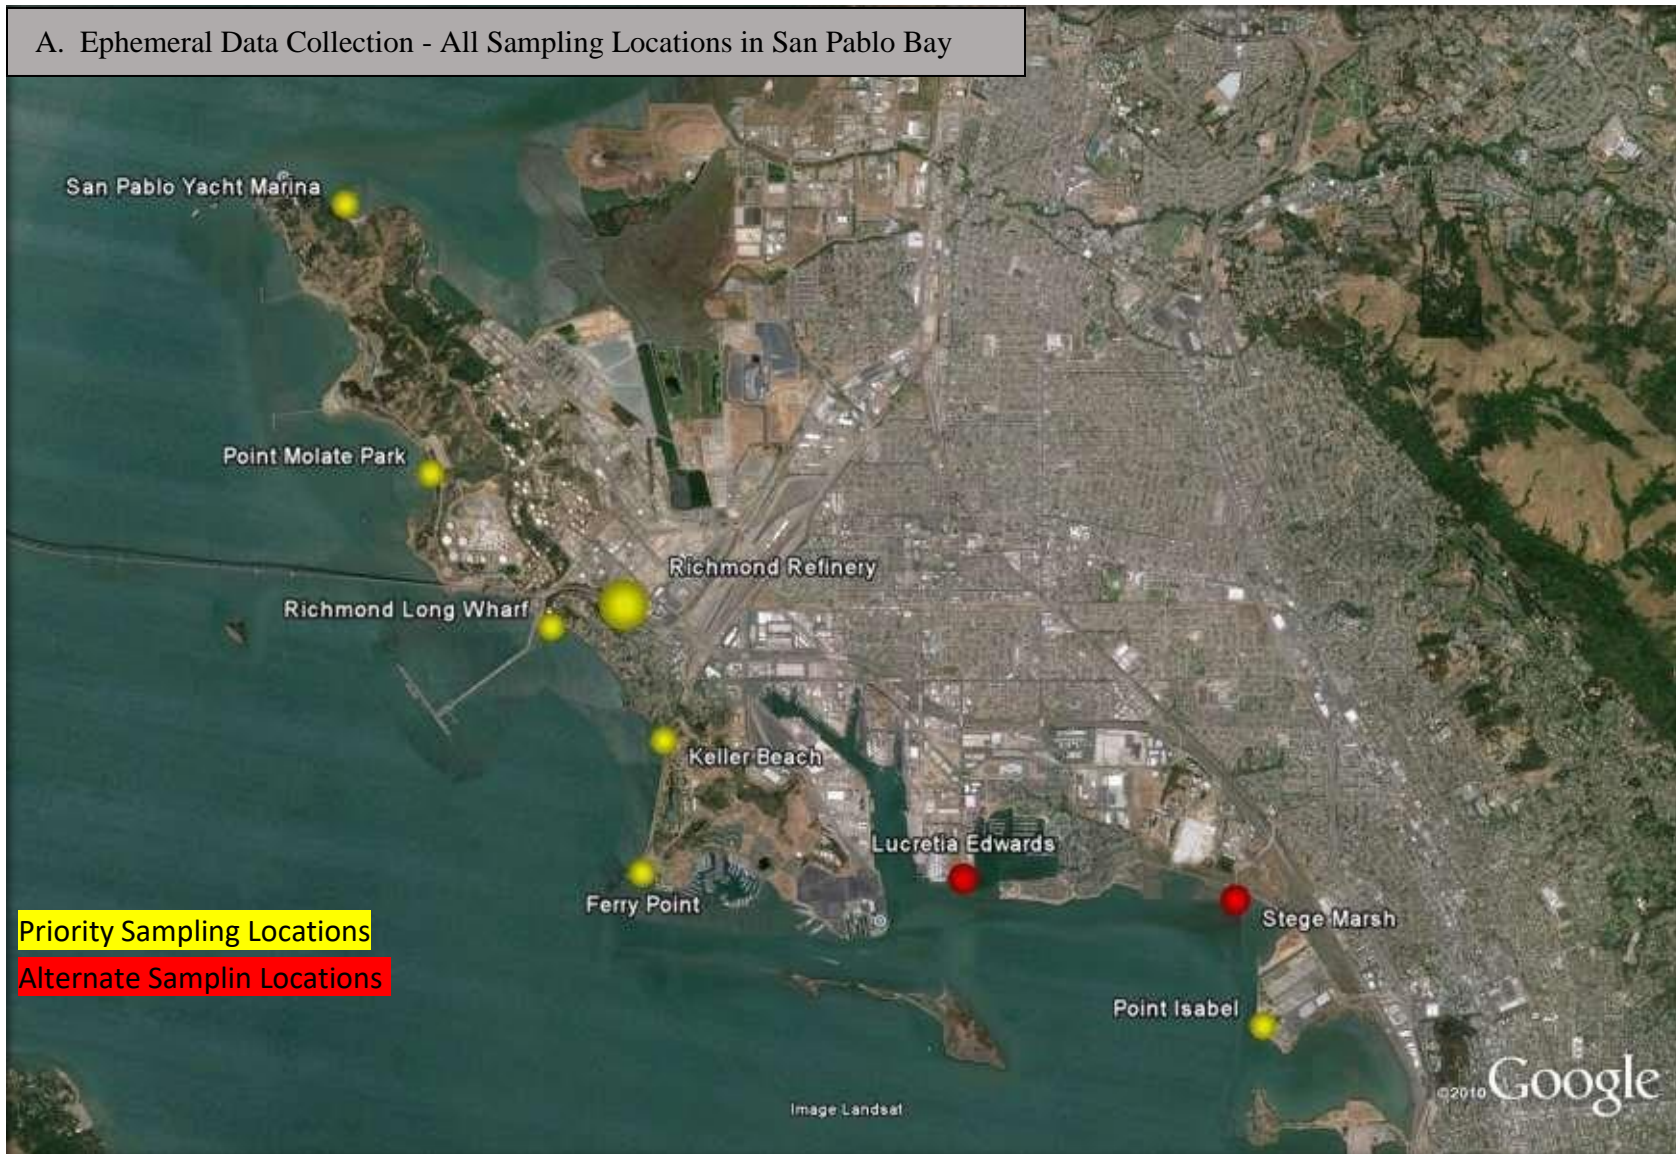 A. Ephemeral Data Collection - All Sampling Locations in San Pablo Bay
San Pablo Yacht Marina
Point Molate Park
Richmond Refinery
Richmond Long Wharf
Keller Beach
Lucretia Edwards
Ferry Point
Stege Marsh
Priority Sampling Locations
Alternate Samplin Locations
Point Isabel
©2010 Google
Image Landsat